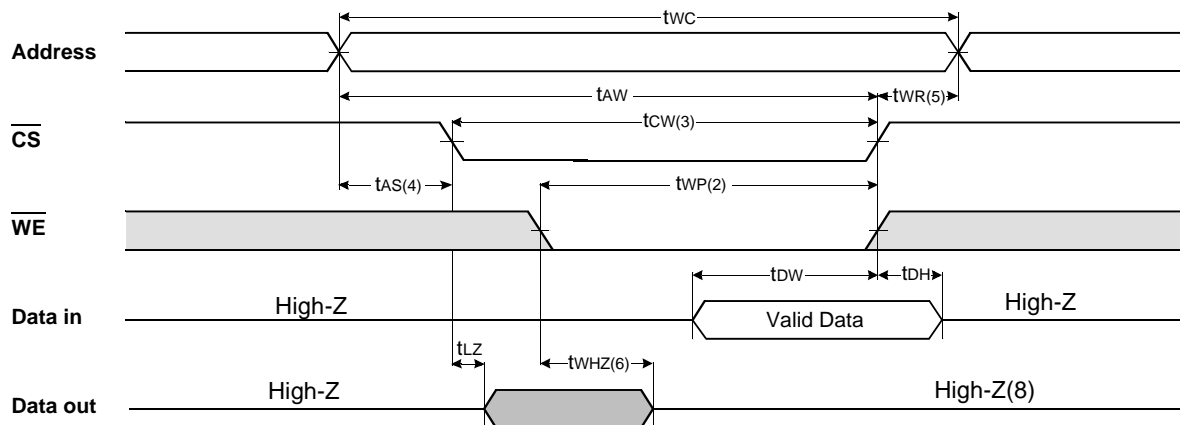 tWC
Address
tAW
tWR(5)
CS
tCW(3)
tAS(4)
tWP(2)
WE
tDW
tDH
Data in
High-Z
Valid Data
High-Z
tLZ
tWHZ(6)
Data out
High-Z
High-Z(8)